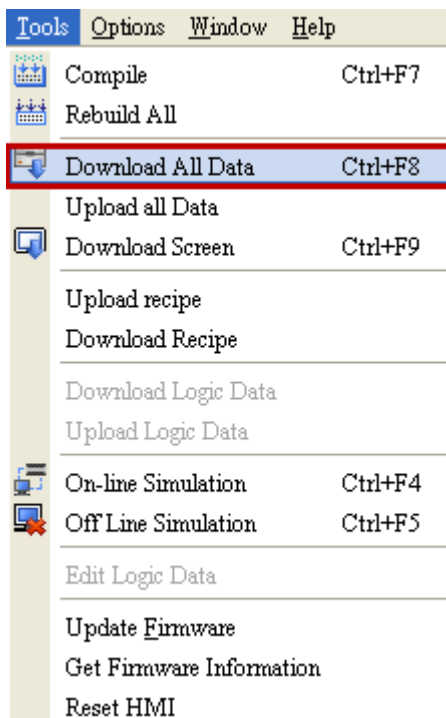 Tools Options Window Help
Compile Ctrl+F7
Rebuild All
Download All Data Ctrl+F8
Upload all Data
Download Screen Ctrl+F9
Upload recipe
Download Recipe
Download Logic Data
Upload Logic Data
On-line Simulation Ctrl+F4
Off Line Simulation Ctrl+F5
Edit Logic Data
Update Firmware
Get Firmware Information
Reset HMI